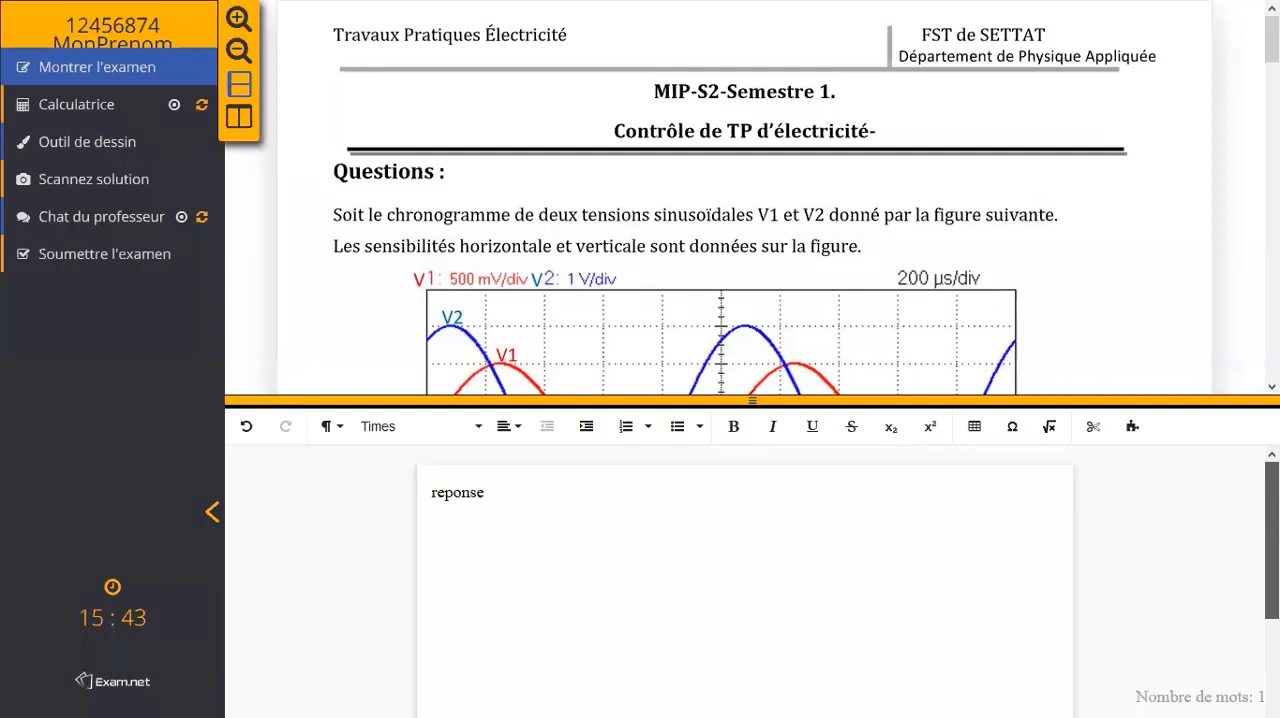 12456874
MonPrenom
Montrer l'examen
Calculatrice
Outil de dessin
Scannez solution
Chat du professeur
Soumettre l'examen
15 : 43
Exam.net
Travaux Pratiques Électricité
FST de SETTAT
Département de Physique Appliquée
MIP-S2-Semestre 1.
Contrôle de TP d'électricité-
Questions :
Soit le chronogramme de deux tensions sinusoïdales V1 et V2 donné par la figure suivante.
Les sensibilités horizontale et verticale sont données sur la figure.
V1: 500 mV/div V2: 1 V/div 200 µs/div
V2
V1
Times
B I U S x₂ x²
reponse
Nombre de mots: 1